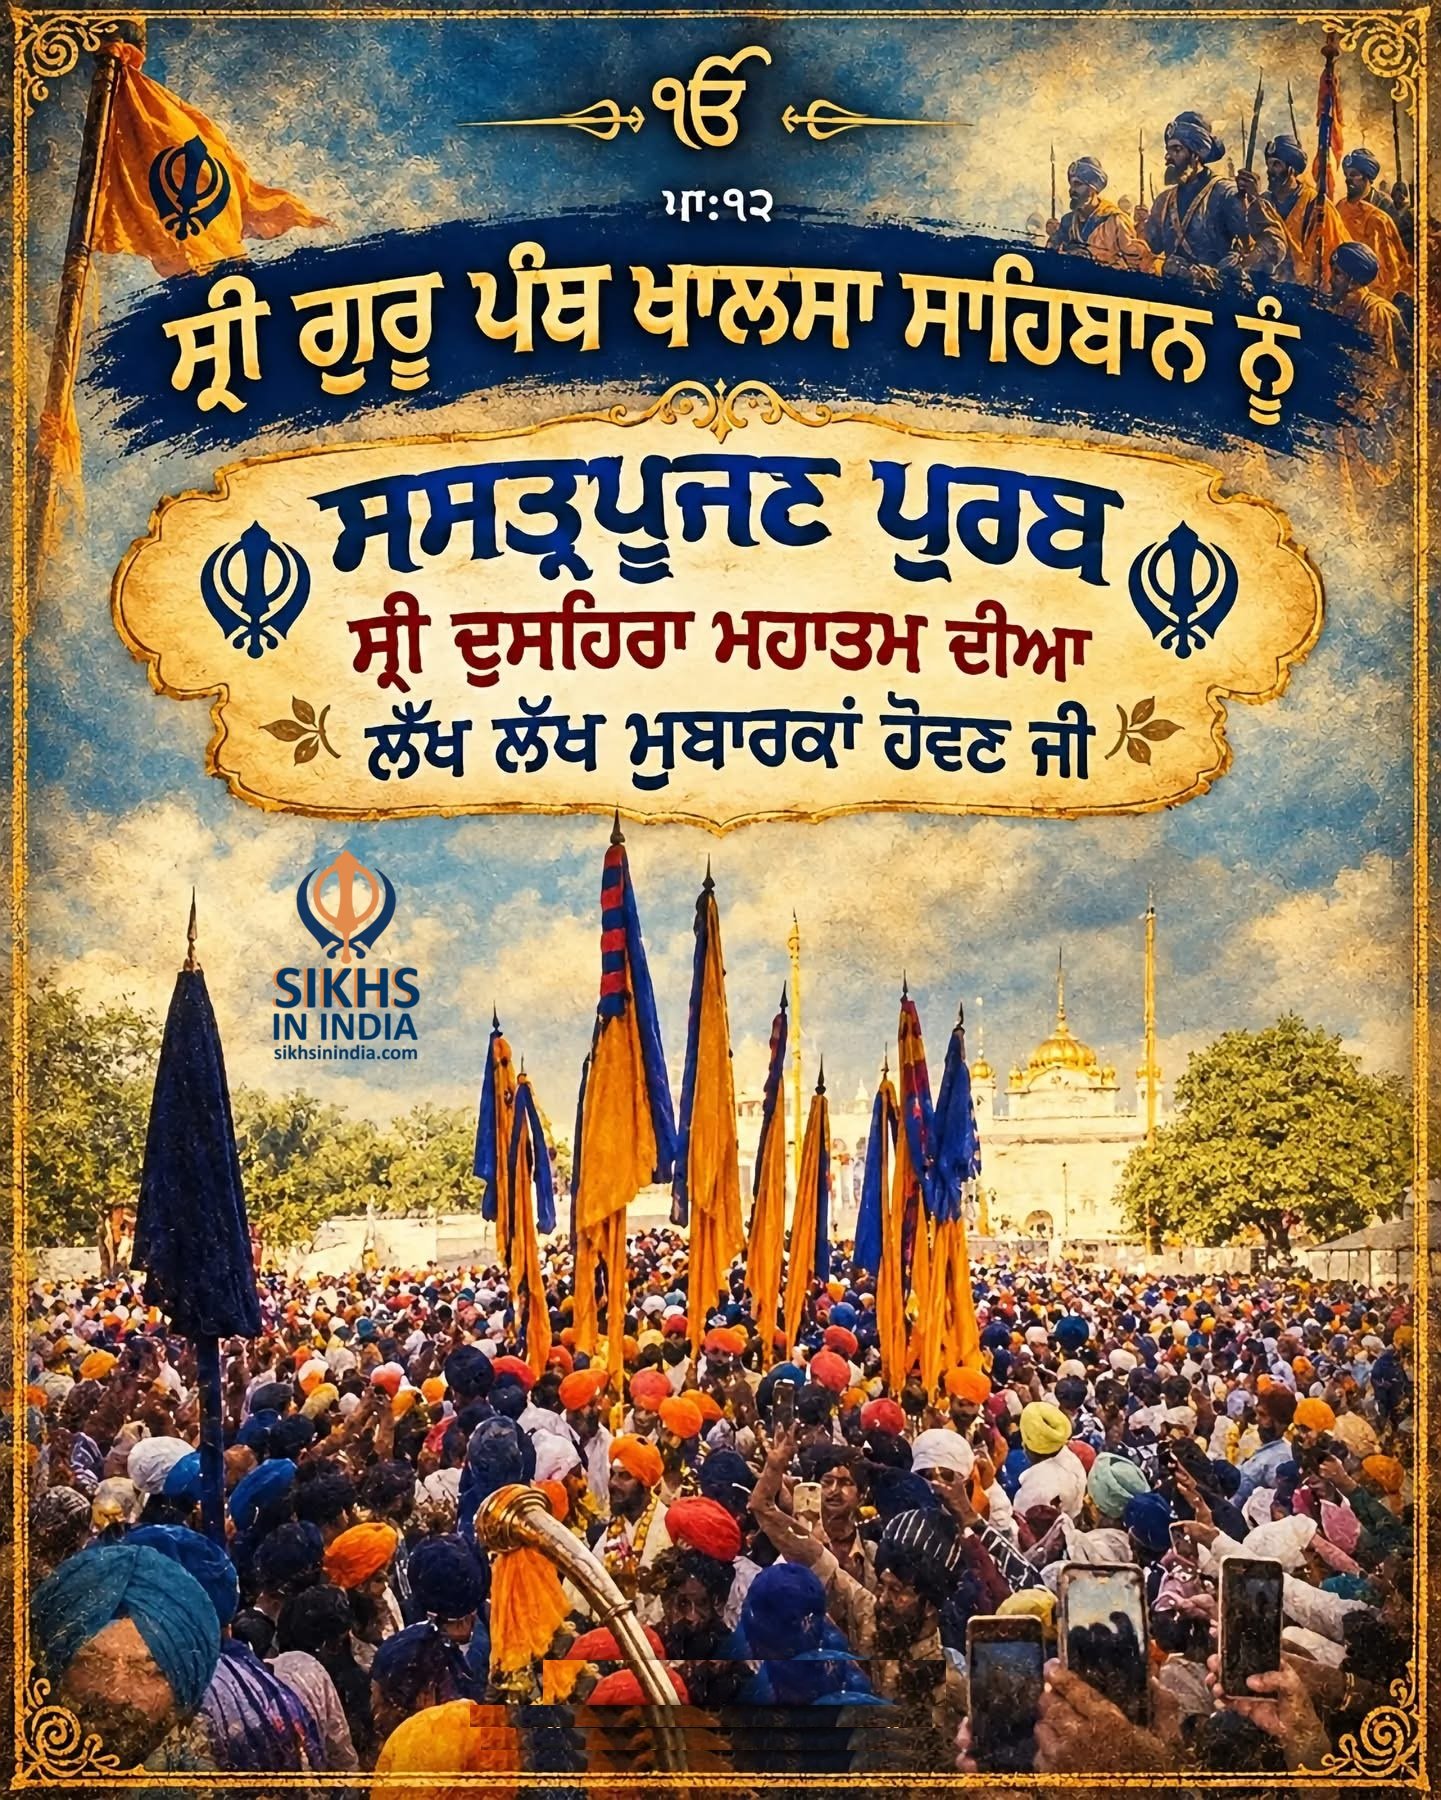 ੴ
ਪਾ:੧੨
ਸ੍ਰੀ ਗੁਰੂ ਪੰਥ ਖਾਲਸਾ ਸਾਹਿਬਾਨ ਨੂੰ
ਸਸਤ੍ਰਪੂਜਣ ਪੁਰਬ
ਸ੍ਰੀ ਦੁਸਹਿਰਾ ਮਹਾਤਮ ਦੀਆ
ਲੱਖ ਲੱਖ ਮੁਬਾਰਕਾਂ ਹੋਵਣ ਜੀ
SIKHS
IN INDIA
sikhsinindia.com